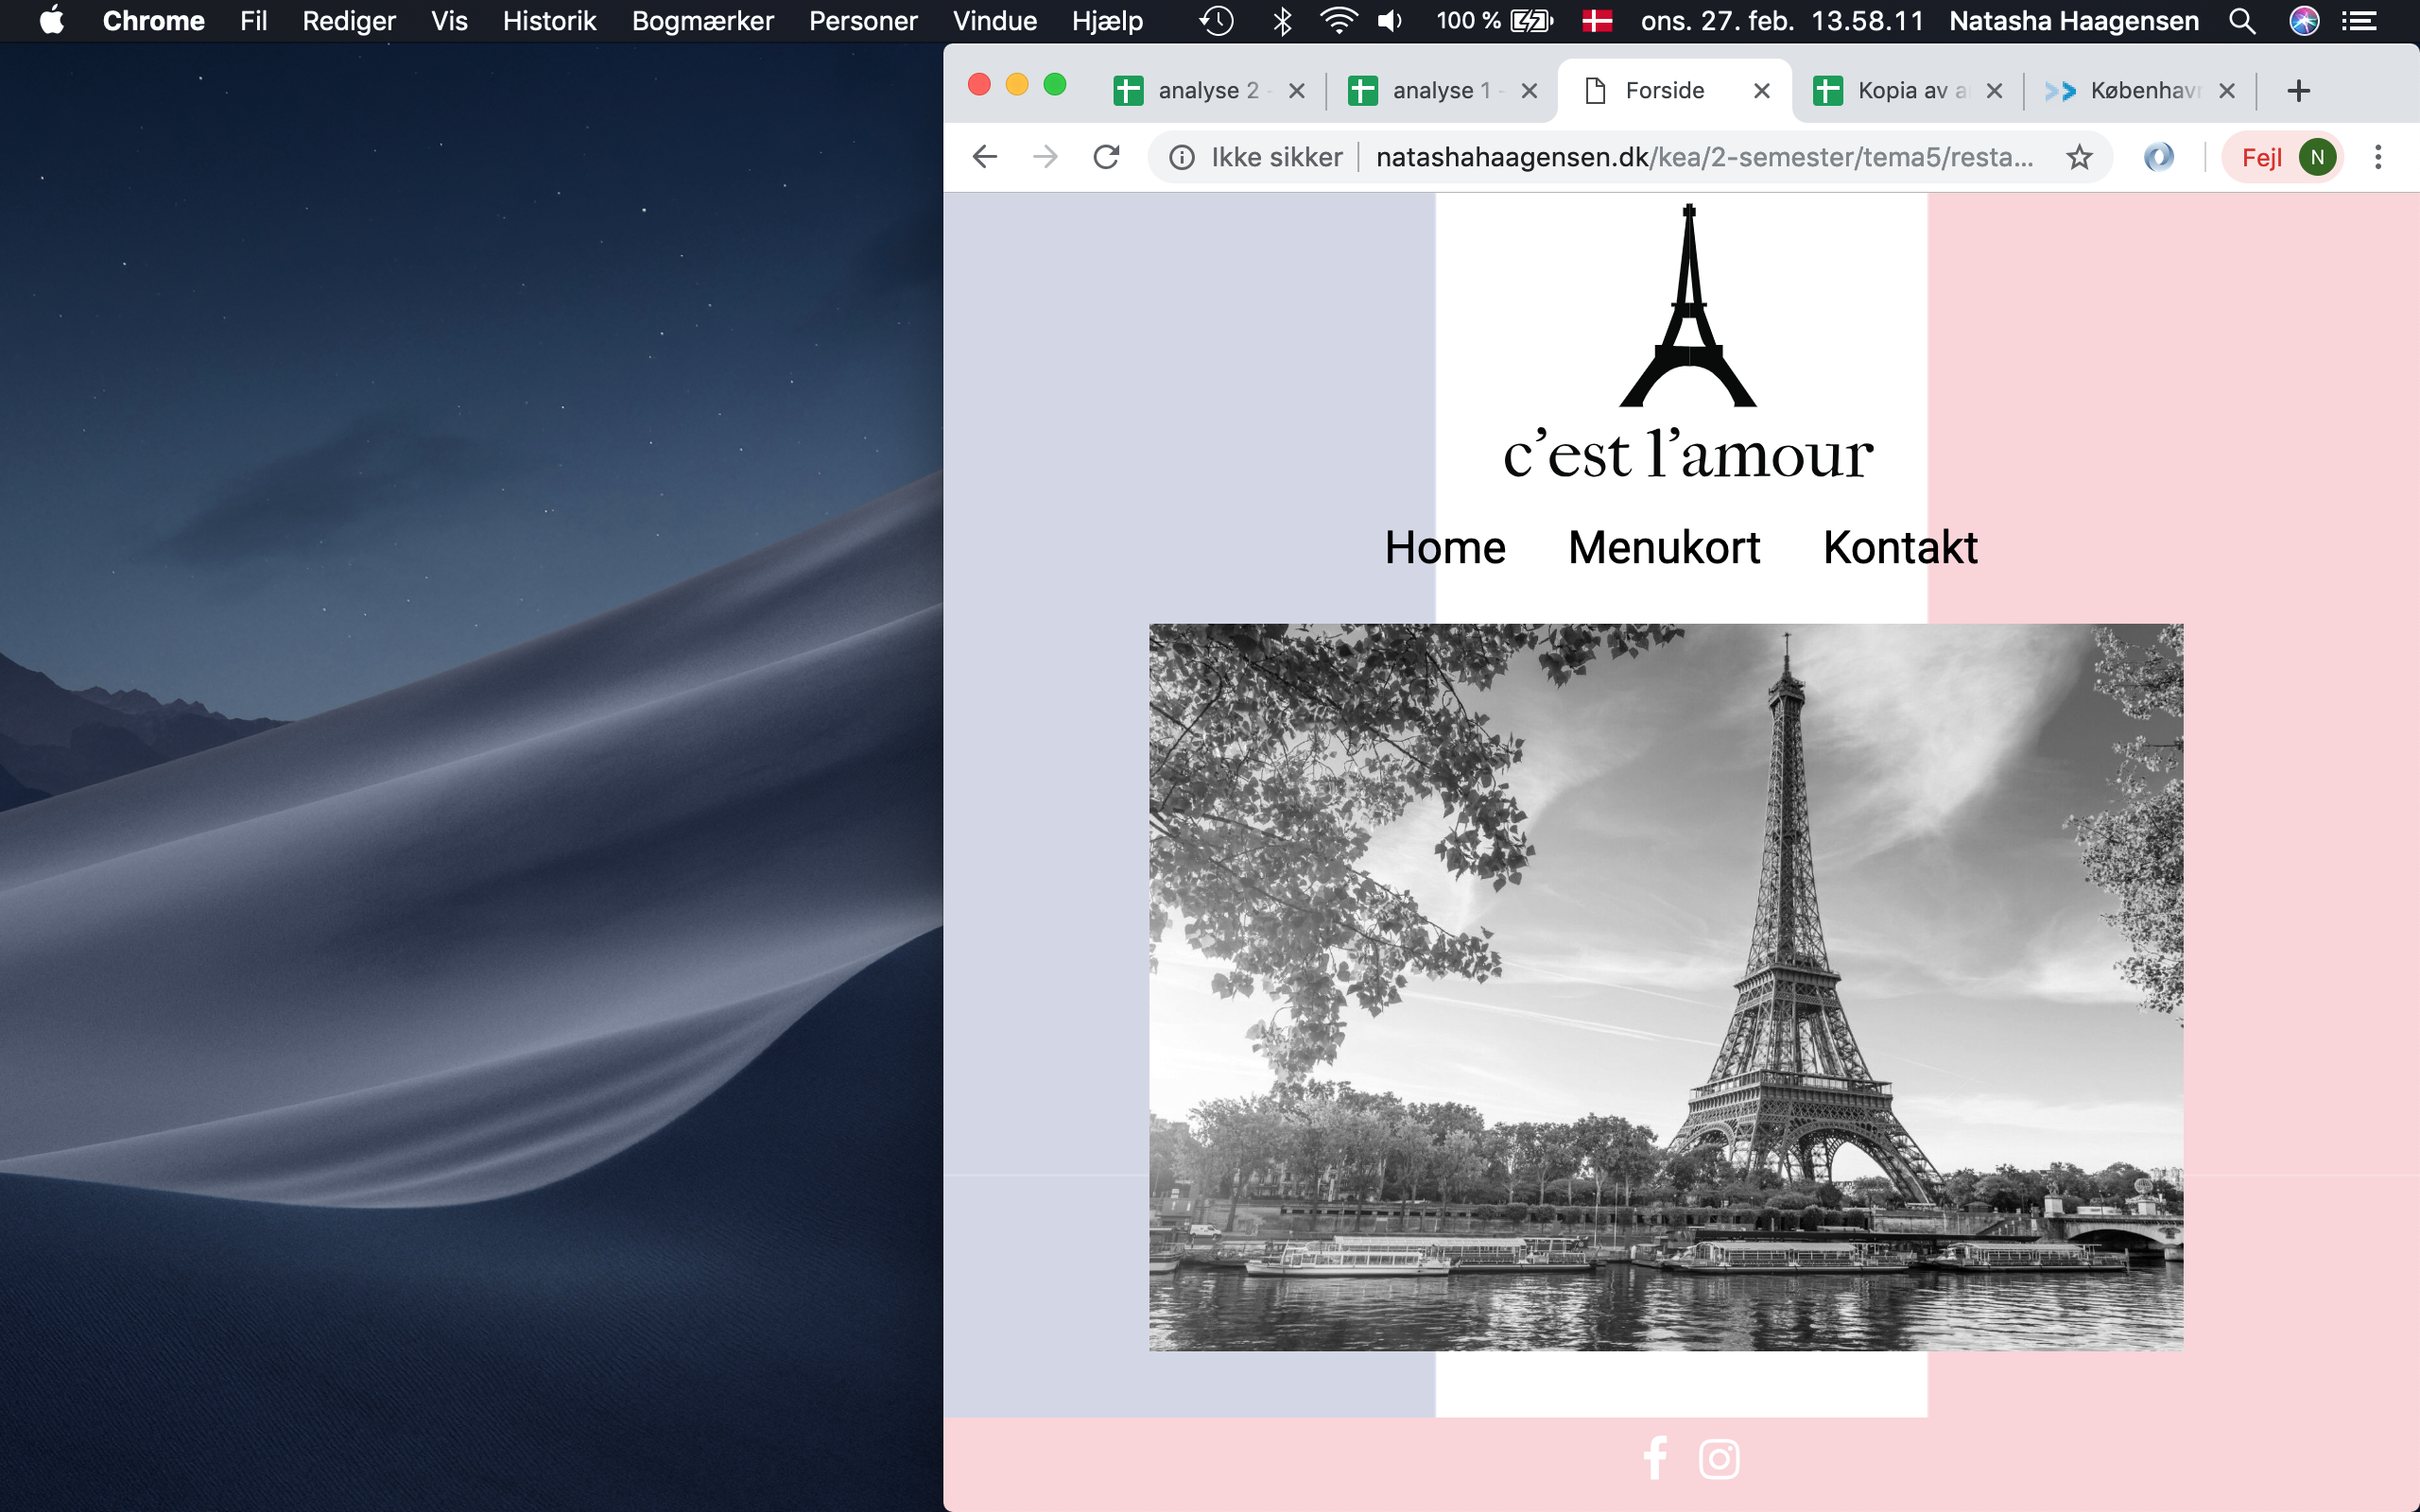 Chrome Fil Rediger Vis Historik Bogmærker Personer Vindue Hjælp 100 % ons. 27. feb. 13.58.11 Natasha Haagensen
analyse 2 - analyse 1 - Forside Kopia av a Københav
Ikke sikker natashahaagensen.dk/kea/2-semester/tema5/resta... Fejl N
c’est l’amour
Home Menukort Kontakt